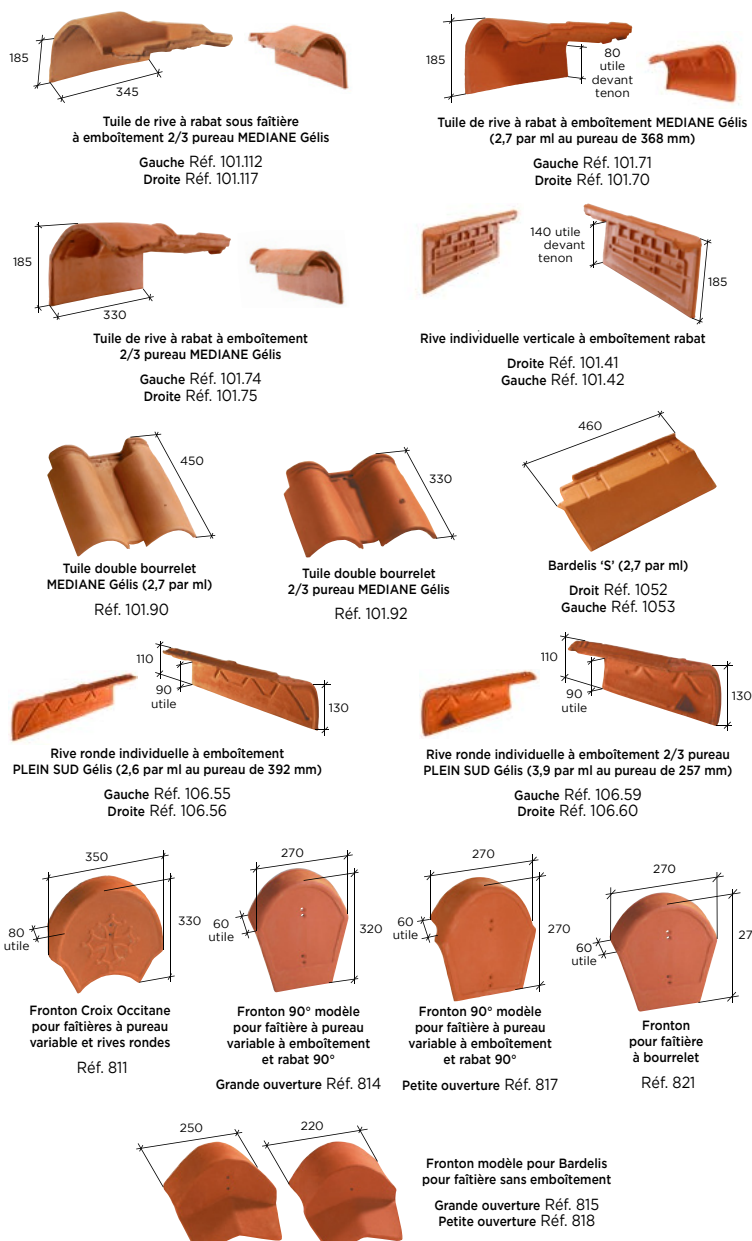 185
345
Tuile de rive à rabat sous faîtière
à emboîtement 2/3 pureau MEDIANE Gélis
Gauche Réf. 101.112
Droite Réf. 101.117
185
80
utile
devant
tenon
Tuile de rive à rabat à emboîtement MEDIANE Gélis
(2,7 par ml au pureau de 368 mm)
Gauche Réf. 101.71
Droite Réf. 101.70
185
330
Tuile de rive à rabat à emboîtement
2/3 pureau MEDIANE Gélis
Gauche Réf. 101.74
Droite Réf. 101.75
140 utile
devant
tenon
185
Rive individuelle verticale à emboîtement rabat
Droite Réf. 101.41
Gauche Réf. 101.42
450
Tuile double bourrelet
MEDIANE Gélis (2,7 par ml)
Réf. 101.90
330
Tuile double bourrelet
2/3 pureau MEDIANE Gélis
Réf. 101.92
460
Bardelis ‘S’ (2,7 par ml)
Droit Réf. 1052
Gauche Réf. 1053
110
90
utile
130
Rive ronde individuelle à emboîtement
PLEIN SUD Gélis (2,6 par ml au pureau de 392 mm)
Gauche Réf. 106.55
Droite Réf. 106.56
110
90
utile
130
Rive ronde individuelle à emboîtement 2/3 pureau
PLEIN SUD Gélis (3,9 par ml au pureau de 257 mm)
Gauche Réf. 106.59
Droite Réf. 106.60
350
80
utile
330
Fronton Croix Occitane
pour faîtières à pureau
variable et rives rondes
Réf. 811
270
60
utile
320
Fronton 90° modèle
pour faîtière à pureau
variable à emboîtement
et rabat 90°
Grande ouverture Réf. 814
270
60
utile
270
Fronton 90° modèle
pour faîtière à pureau
variable à emboîtement
et rabat 90°
Petite ouverture Réf. 817
270
60
utile
Fronton
pour faîtière
à bourrelet
Réf. 821
250
220
Fronton modèle pour Bardelis
pour faîtière sans emboîtement
Grande ouverture Réf. 815
Petite ouverture Réf. 818